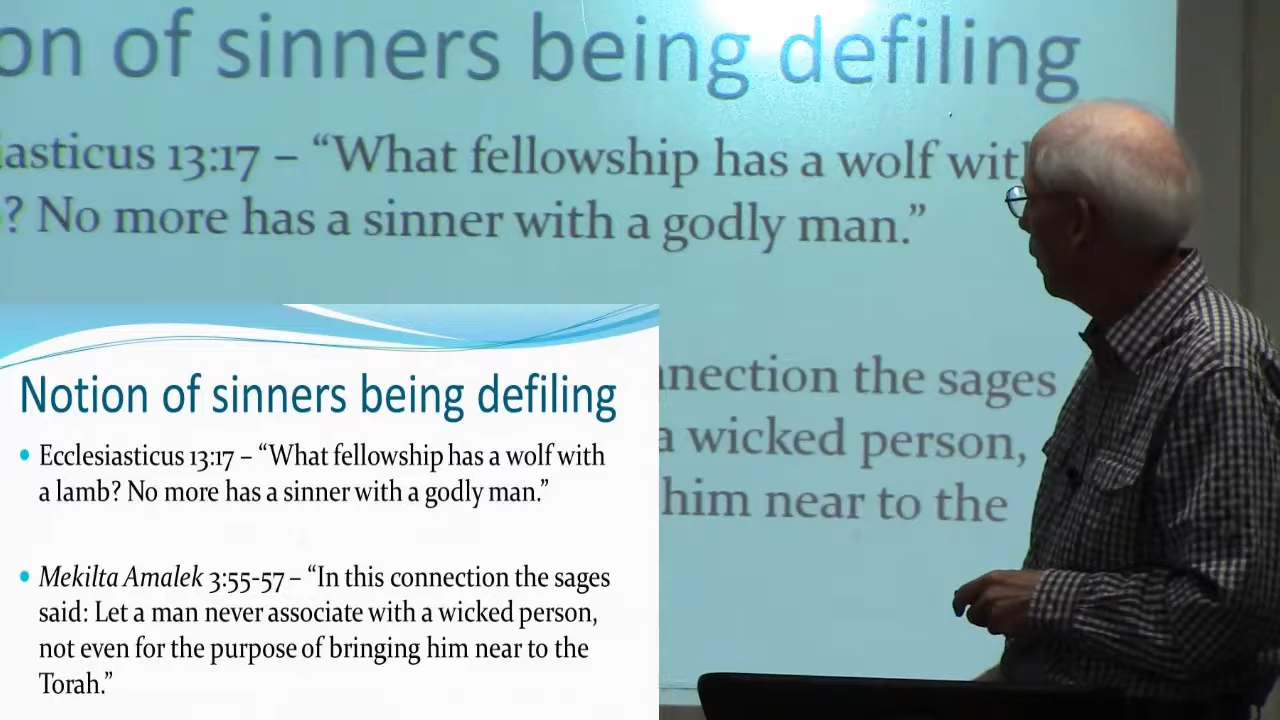 on of sinners being defiling
iasticus 13:17 – “What fellowship has a wolf with
? No more has a sinner with a godly man.”
nnection the sages
a wicked person,
him near to the
Notion of sinners being defiling
• Ecclesiasticus 13:17 – “What fellowship has a wolf with
a lamb? No more has a sinner with a godly man.”
• Mekilta Amalek 3:55-57 – “In this connection the sages
said: Let a man never associate with a wicked person,
not even for the purpose of bringing him near to the
Torah.”